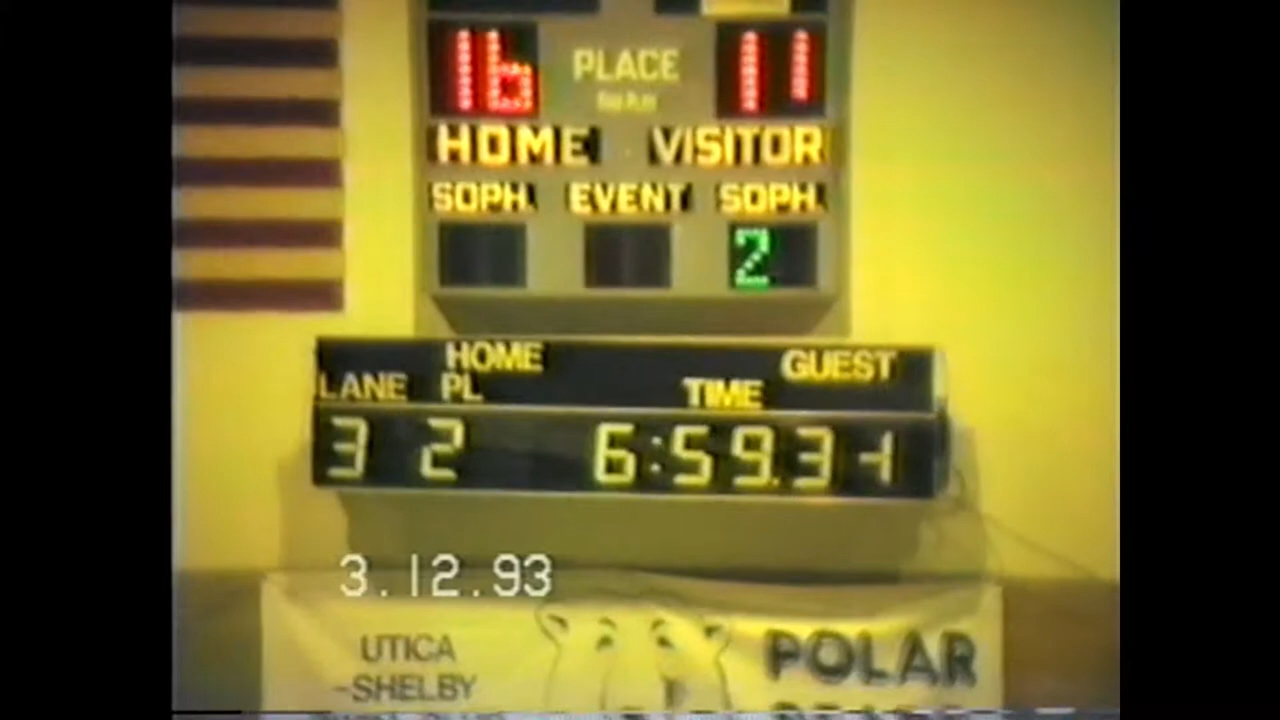 16 PLACE 11
HOME VISITOR
SOPH. EVENT SOPH.
2
HOME GUEST
LANE PL TIME
3 2 6:59.3
3.12.93
UTICA POLAR
-SHELBY